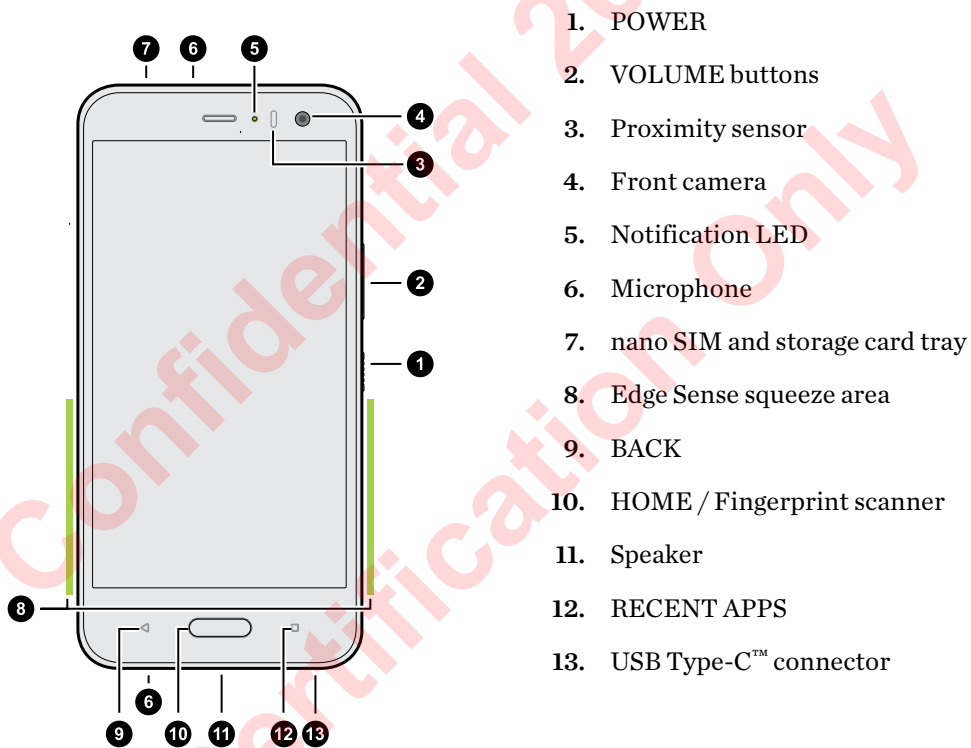 7 6 5
4
3
2
1
8
6
9 10 11 12 13
1. POWER
2. VOLUME buttons
3. Proximity sensor
4. Front camera
5. Notification LED
6. Microphone
7. nano SIM and storage card tray
8. Edge Sense squeeze area
9. BACK
10. HOME / Fingerprint scanner
11. Speaker
12. RECENT APPS
13. USB Type-C™ connector
Confidential 20
Certification Only